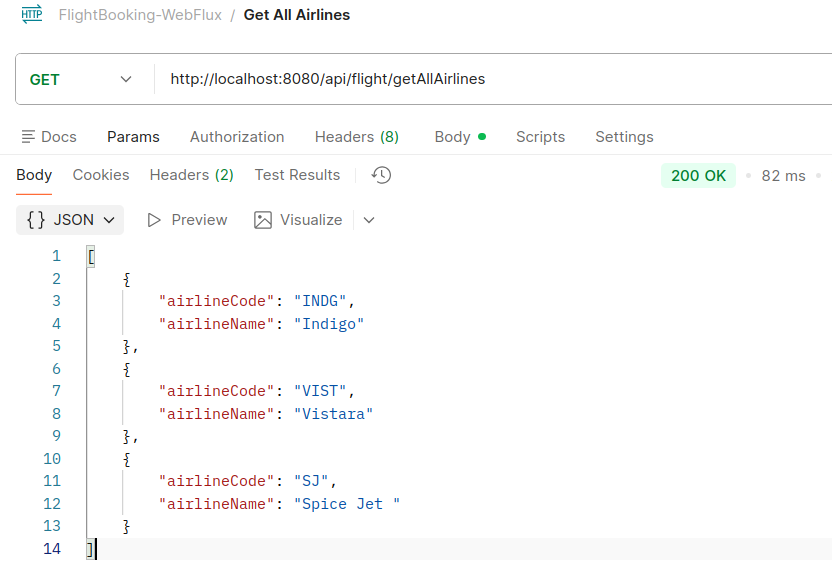 HTTP FlightBooking-WebFlux / Get All Airlines
GET http://localhost:8080/api/flight/getAllAirlines
Docs Params Authorization Headers (8) Body Scripts Settings
Body Cookies Headers (2) Test Results 200 OK • 82 ms •
{} JSON Preview Visualize
1 [
2 {
3 "airlineCode": "INDG",
4 "airlineName": "Indigo"
5 },
6 {
7 "airlineCode": "VIST",
8 "airlineName": "Vistara"
9 },
10 {
11 "airlineCode": "SJ",
12 "airlineName": "Spice Jet "
13 }
14 ]